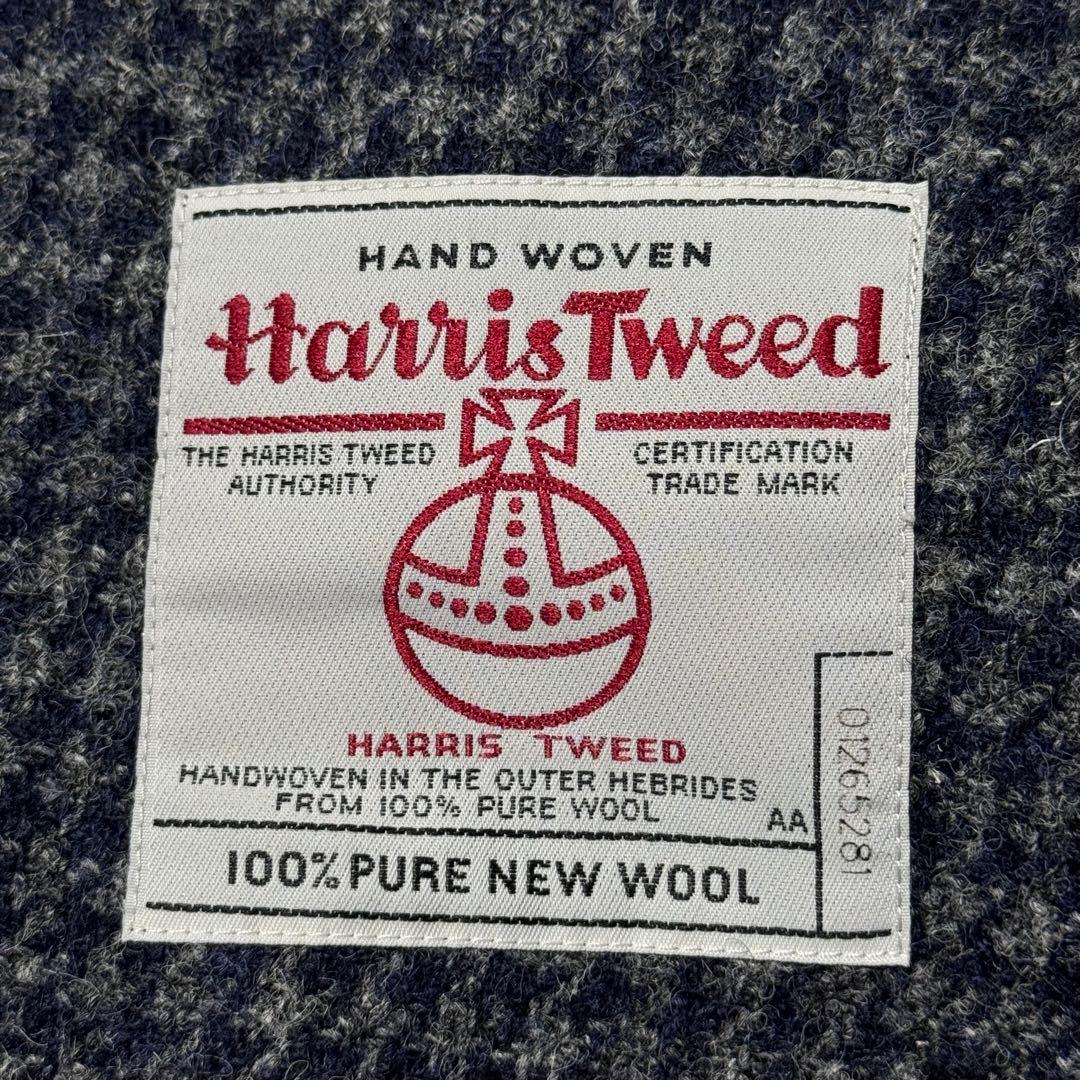 HAND WOVEN
Harris Tweed
THE HARRIS TWEED
AUTHORITY
CERTIFICATION
TRADE MARK
HARRIS TWEED
HANDWOVEN IN THE OUTER HEBRIDES
FROM 100% PURE WOOL
AA
01265281
100% PURE NEW WOOL